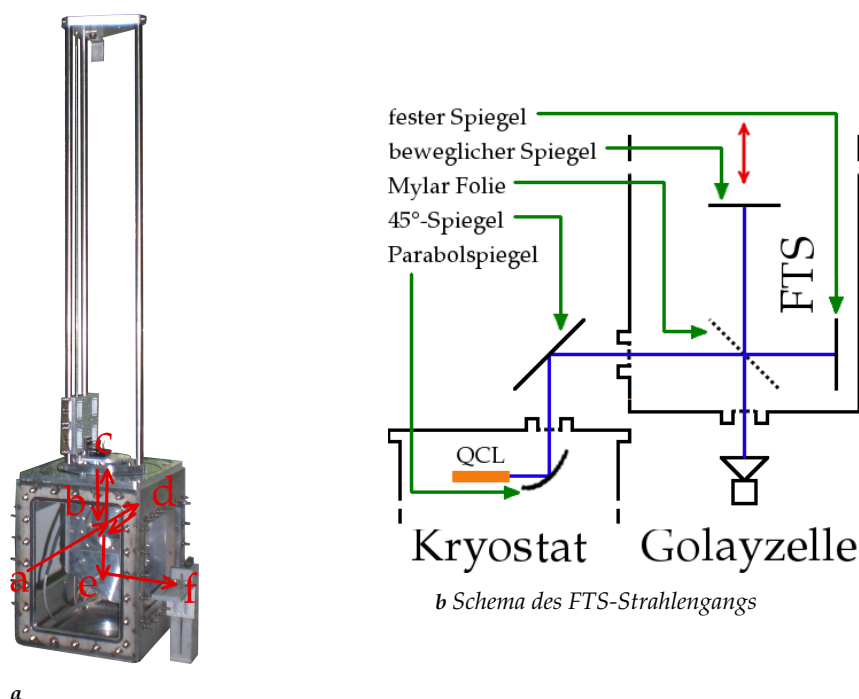 fester Spiegel
beweglicher Spiegel
Mylar Folie
45°-Spiegel
Parabolspiegel
FTS
QCL
Kryostat
Golayzelle
b Schema des FTS-Strahlengangs
c
b
d
a
e
f
a